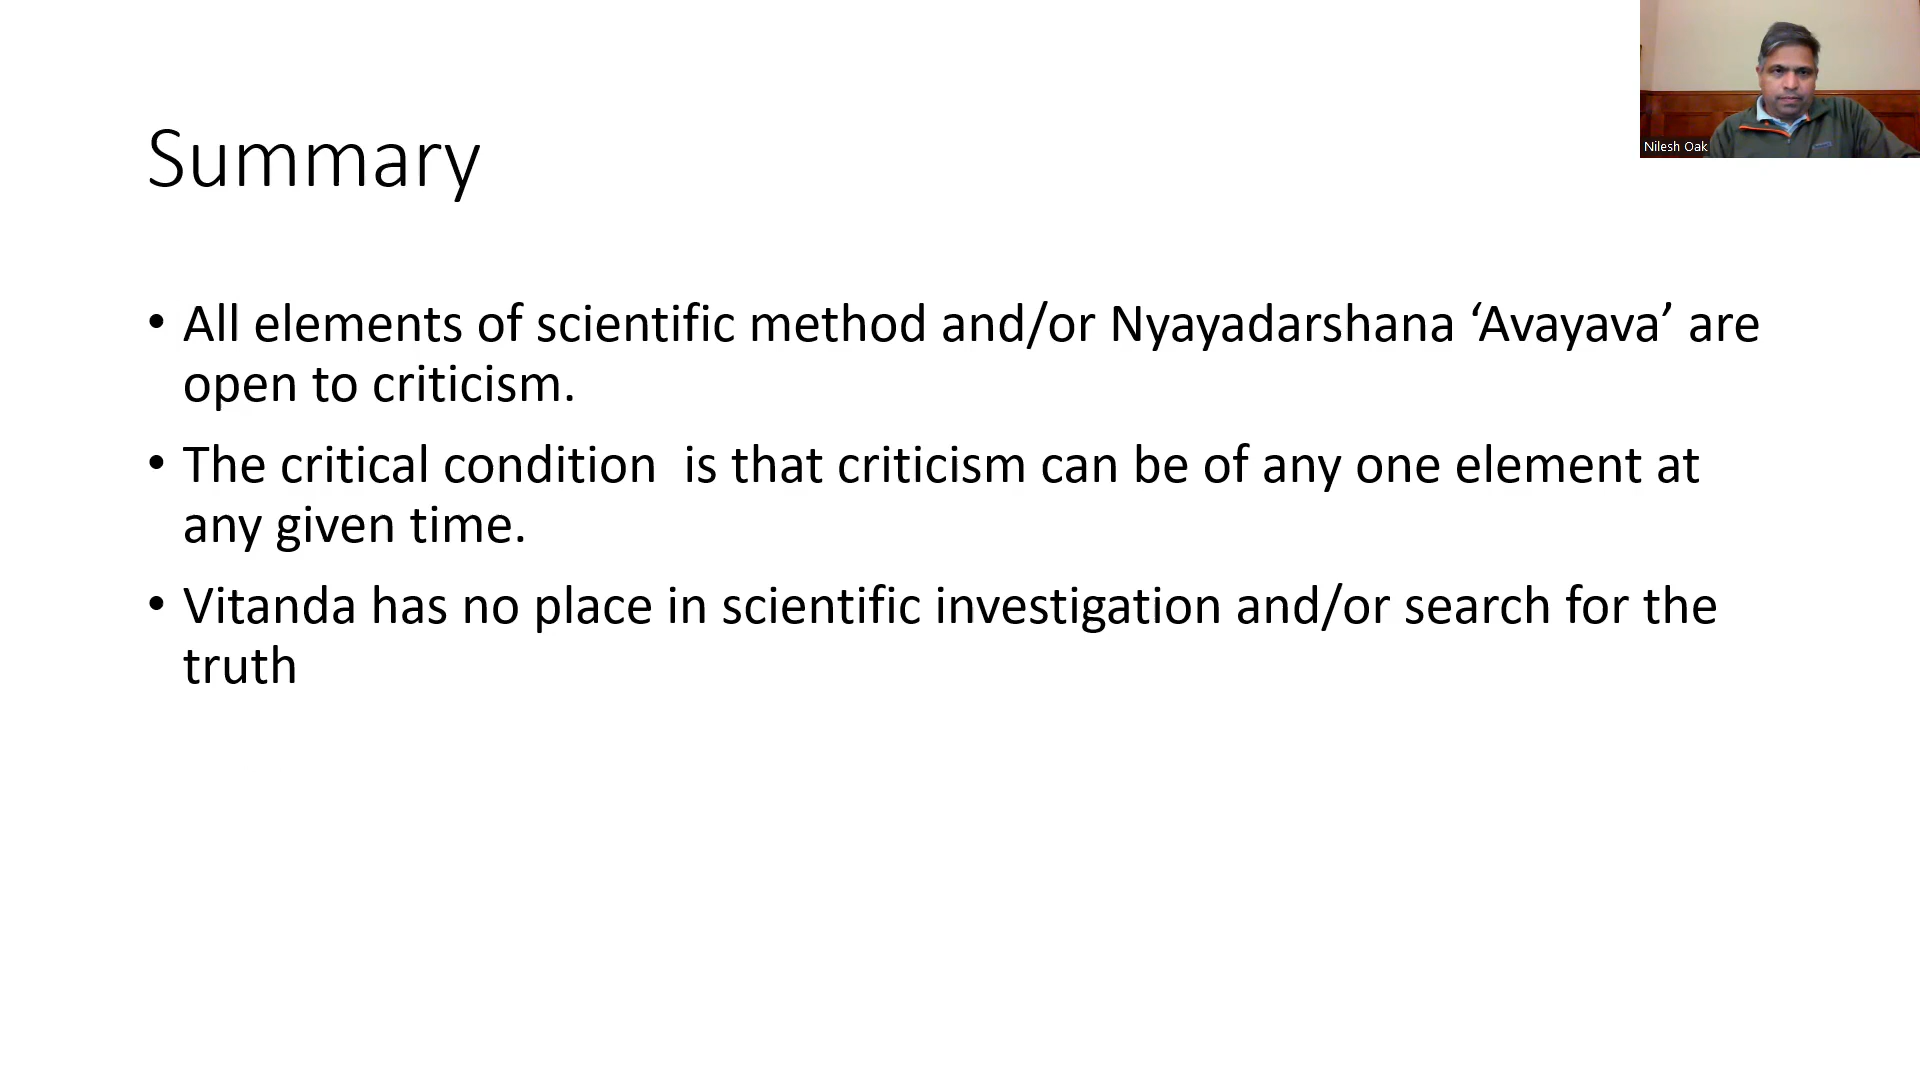 Nilesh Oak
Summary
• All elements of scientific method and/or Nyayadarshana ‘Avayava’ are
open to criticism.
• The critical condition  is that criticism can be of any one element at
any given time.
• Vitanda has no place in scientific investigation and/or search for the
truth